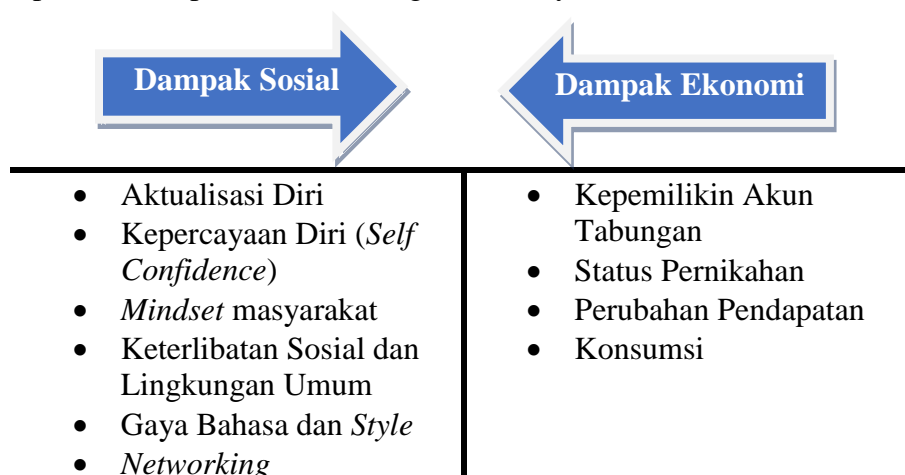 Dampak Sosial
Dampak Ekonomi
• Aktualisasi Diri
• Kepercayaan Diri (Self
Confidence)
• Mindset masyarakat
• Keterlibatan Sosial dan
Lingkungan Umum
• Gaya Bahasa dan Style
• Networking
• Kepemilikin Akun
Tabungan
• Status Pernikahan
• Perubahan Pendapatan
• Konsumsi